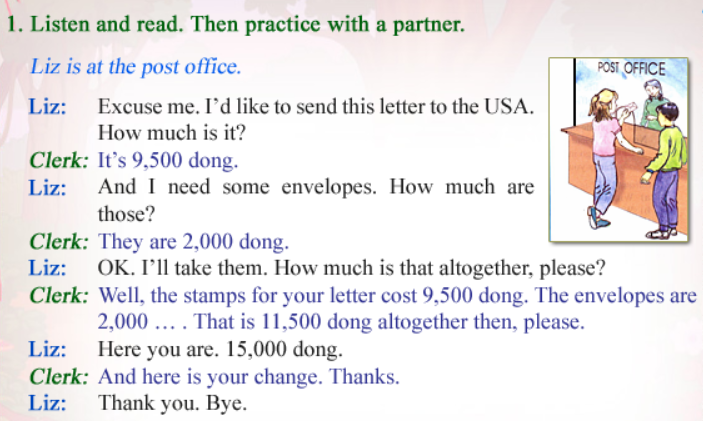 1. Listen and read. Then practice with a partner.
Liz is at the post office.
POST OFFICE
Liz: Excuse me. I'd like to send this letter to the USA.
How much is it?
Clerk: It's 9,500 dong.
Liz: And I need some envelopes. How much are
those?
Clerk: They are 2,000 dong.
Liz: OK. I'll take them. How much is that altogether, please?
Clerk: Well, the stamps for your letter cost 9,500 dong. The envelopes are
2,000 … . That is 11,500 dong altogether then, please.
Liz: Here you are. 15,000 dong.
Clerk: And here is your change. Thanks.
Liz: Thank you. Bye.